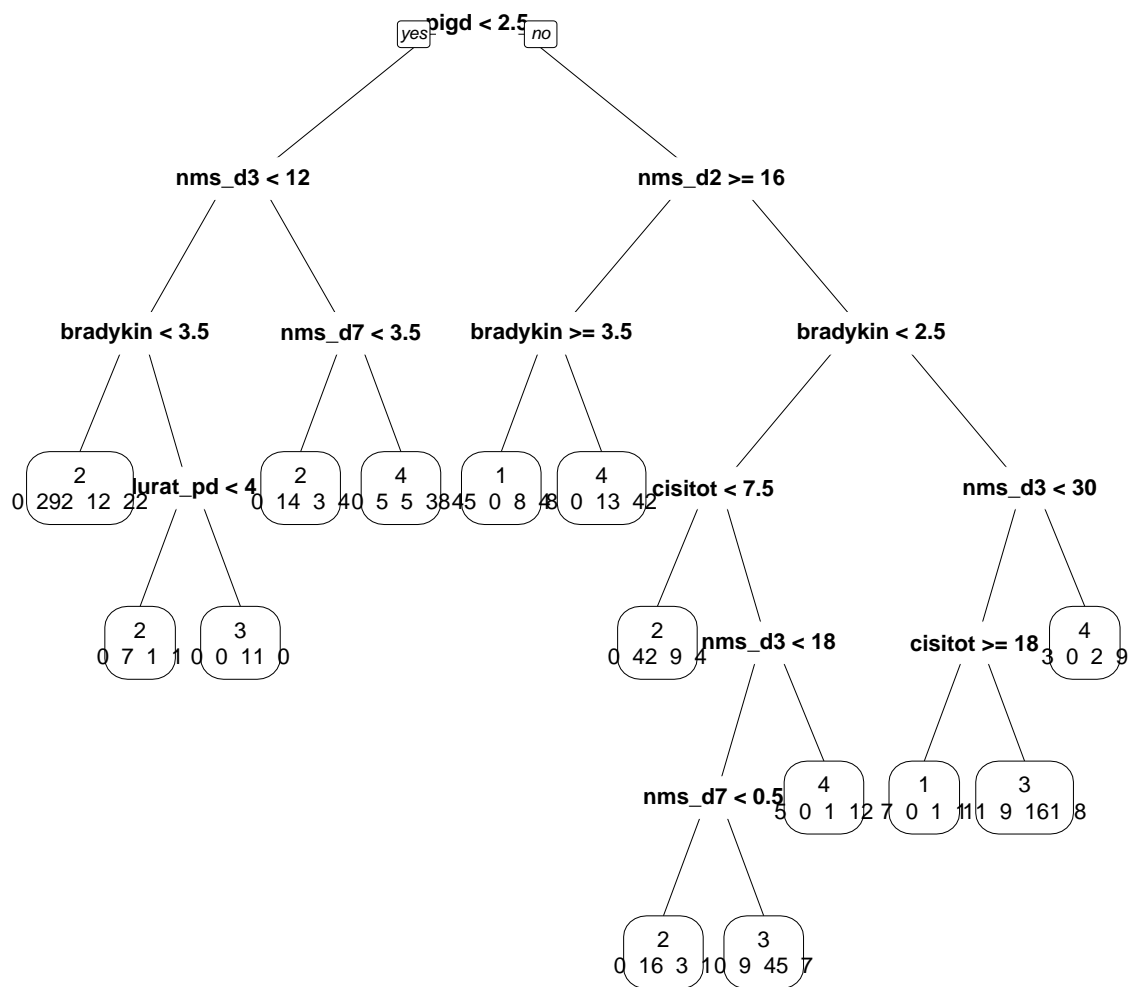 pigd < 2.5
yes
no
nms_d3 < 12
nms_d2 >= 16
bradykin < 3.5
nms_d7 < 3.5
bradykin >= 3.5
bradykin < 2.5
2
0 292 12 22
durat_pd < 4
2
0 14 3 4
4
0 5 5 38
1
45 0 8 4
4
8 0 13 42
cisitot < 7.5
nms_d3 < 30
2
0 7 1 1
3
0 0 11 0
2
0 42 9 4
nms_d3 < 18
cisitot >= 18
4
3 0 2 9
nms_d7 < 0.5
4
5 0 1 12
1
7 0 1 1
3
11 9 161 8
2
0 16 3 1
3
0 9 45 7